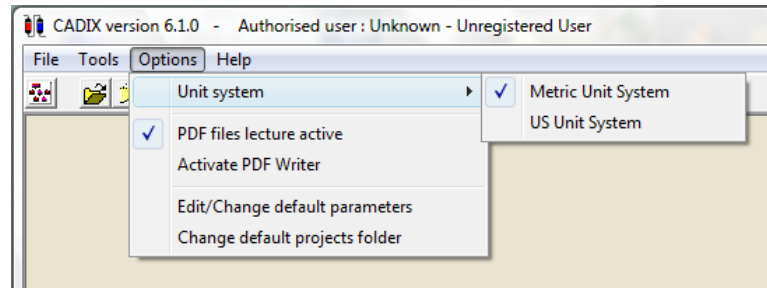 CADIX version 6.1.0 - Authorised user : Unknown - Unregistered User
File Tools Options Help
Unit system
Metric Unit System
US Unit System
PDF files lecture active
Activate PDF Writer
Edit/Change default parameters
Change default projects folder